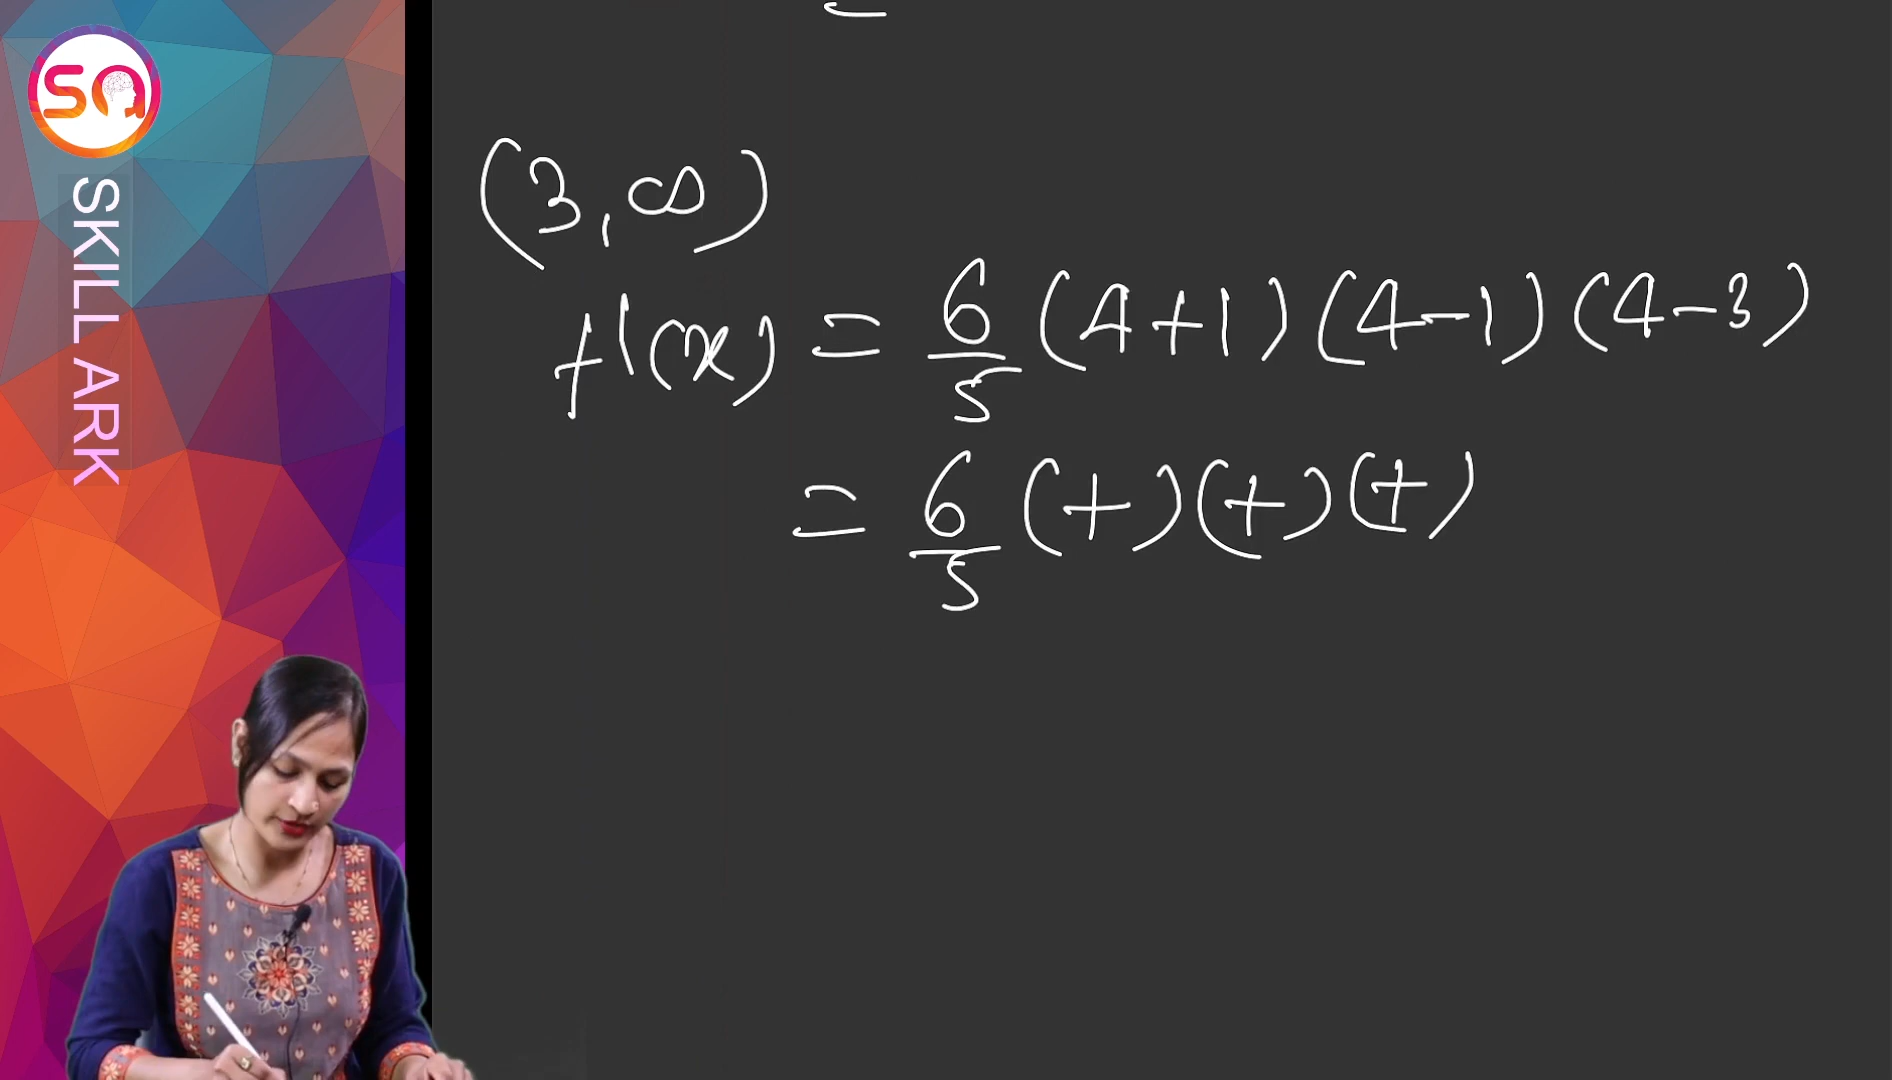 SKILL ARK
(3, ∞)
f'(x) = 6/5 (4+1) (4-1) (4-3)
= 6/5 (+) (+) (+)